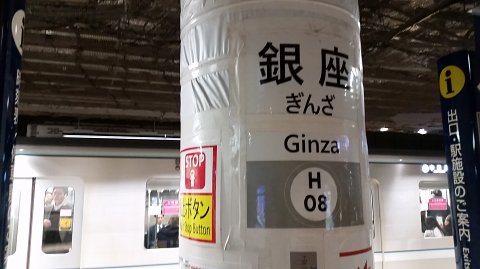 銀座
ぎんざ
Ginza
H
08
STOP
ボタン
Stop Button
i
出口・駅施設のご案内
Exits